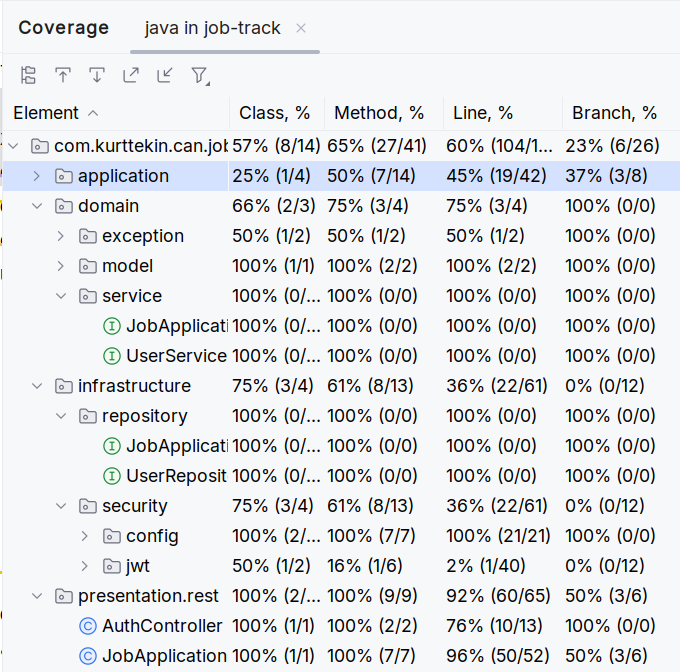 Coverage java in job-track
Element Class, % Method, % Line, % Branch, %
com.kurttekin.can.job 57% (8/14) 65% (27/41) 60% (104/1... 23% (6/26)
application 25% (1/4) 50% (7/14) 45% (19/42) 37% (3/8)
domain 66% (2/3) 75% (3/4) 75% (3/4) 100% (0/0)
exception 50% (1/2) 50% (1/2) 50% (1/2) 100% (0/0)
model 100% (1/1) 100% (2/2) 100% (2/2) 100% (0/0)
service 100% (0/... 100% (0/0) 100% (0/0) 100% (0/0)
JobApplicati 100% (0/... 100% (0/0) 100% (0/0) 100% (0/0)
UserService 100% (0/... 100% (0/0) 100% (0/0) 100% (0/0)
infrastructure 75% (3/4) 61% (8/13) 36% (22/61) 0% (0/12)
repository 100% (0/... 100% (0/0) 100% (0/0) 100% (0/0)
JobApplicati 100% (0/... 100% (0/0) 100% (0/0) 100% (0/0)
UserReposit 100% (0/... 100% (0/0) 100% (0/0) 100% (0/0)
security 75% (3/4) 61% (8/13) 36% (22/61) 0% (0/12)
config 100% (2/... 100% (7/7) 100% (21/21) 100% (0/0)
jwt 50% (1/2) 16% (1/6) 2% (1/40) 0% (0/12)
presentation.rest 100% (2/... 100% (9/9) 92% (60/65) 50% (3/6)
AuthController 100% (1/1) 100% (2/2) 76% (10/13) 100% (0/0)
JobApplication 100% (1/1) 100% (7/7) 96% (50/52) 50% (3/6)